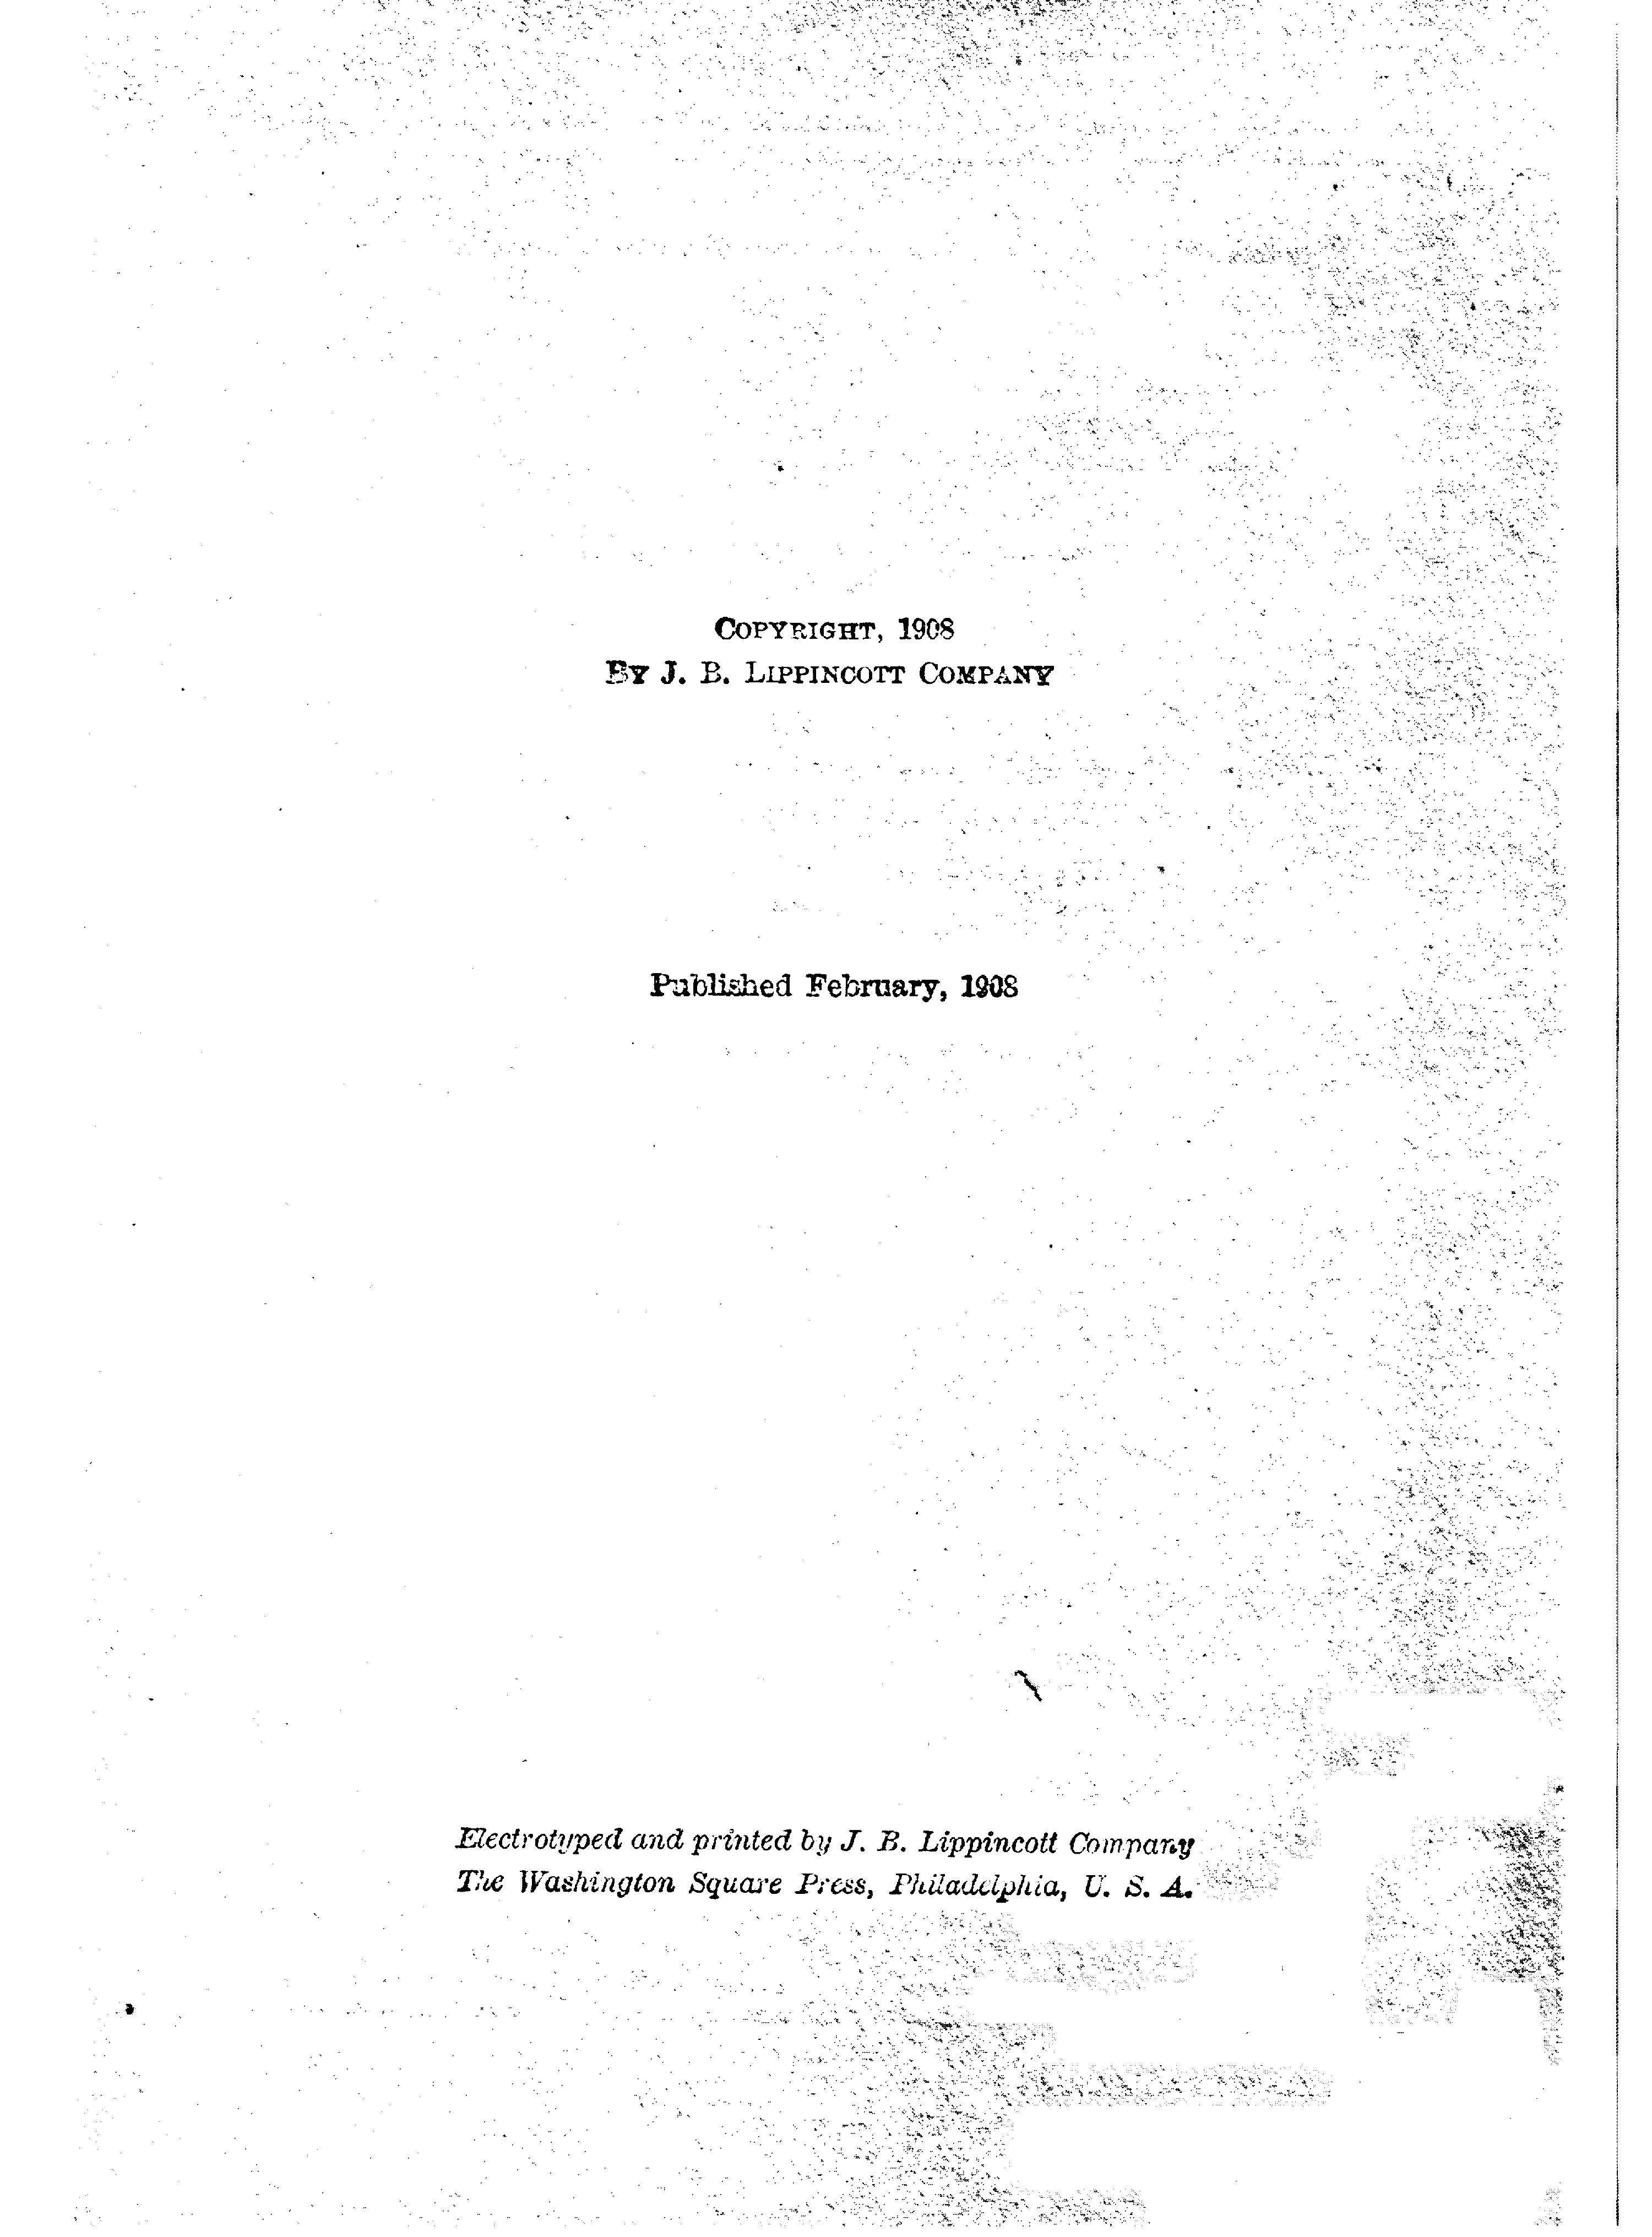 COPYRIGHT, 1908
BY J. B. LIPPINCOTT COMPANY
Published February, 1908
Electrotyped and printed by J. B. Lippincott Company
The Washington Square Press, Philadelphia, U. S. A.